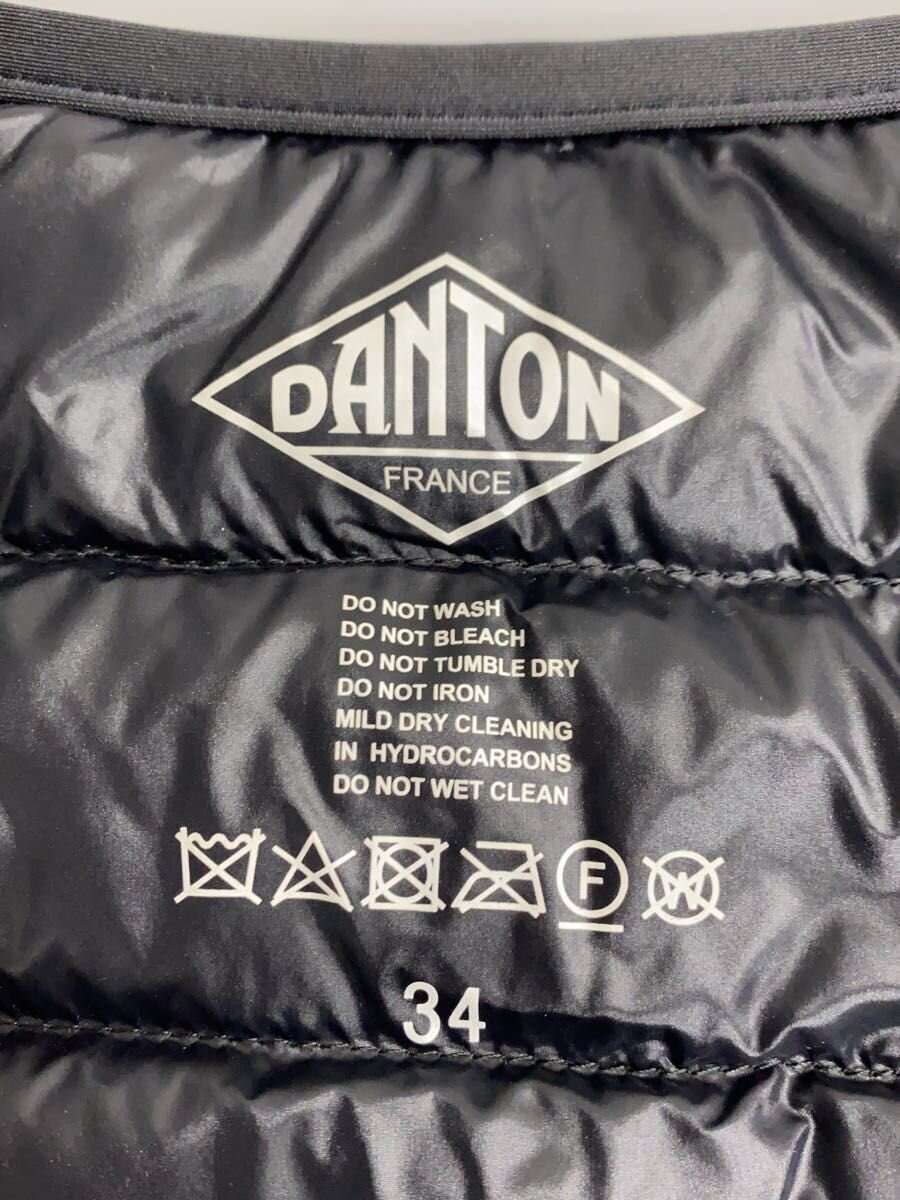 DANTON
FRANCE
DO NOT WASH
DO NOT BLEACH
DO NOT TUMBLE DRY
DO NOT IRON
MILD DRY CLEANING
IN HYDROCARBONS
DO NOT WET CLEAN
F W
34